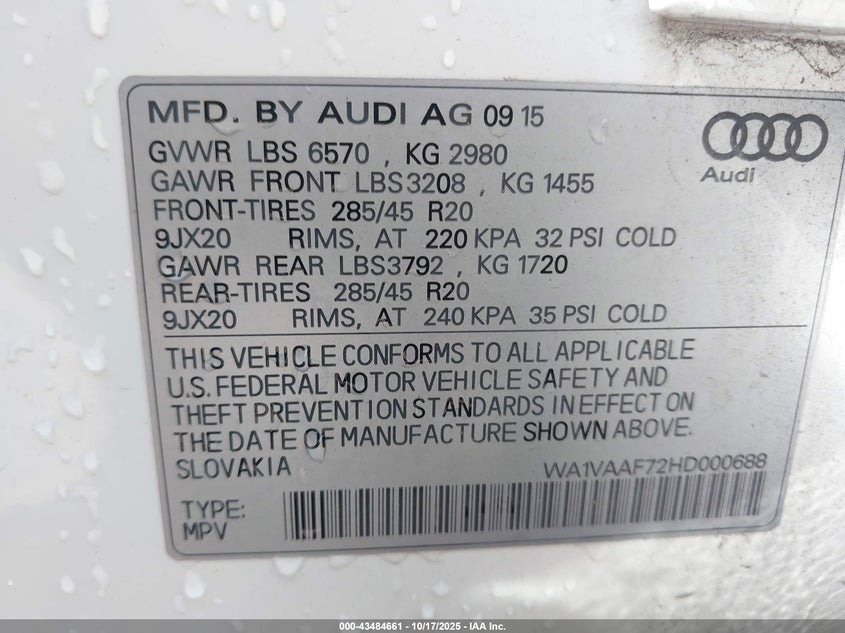 MFD. BY AUDI AG 09 15
GVWR LBS 6570 , KG 2980
GAWR FRONT LBS3208 , KG 1455
FRONT-TIRES 285/45 R20
9JX20 RIMS, AT 220 KPA 32 PSI COLD
GAWR REAR LBS3792 , KG 1720
REAR-TIRES 285/45 R20
9JX20 RIMS, AT 240 KPA 35 PSI COLD
Audi
THIS VEHICLE CONFORMS TO ALL APPLICABLE
U.S. FEDERAL MOTOR VEHICLE SAFETY AND
THEFT PREVENTION STANDARDS IN EFFECT ON
THE DATE OF MANUFACTURE SHOWN ABOVE.
SLOVAKIA WA1VAAF72HD000688
TYPE:
MPV
000-43484661 - 10/17/2025 - IAA Inc.